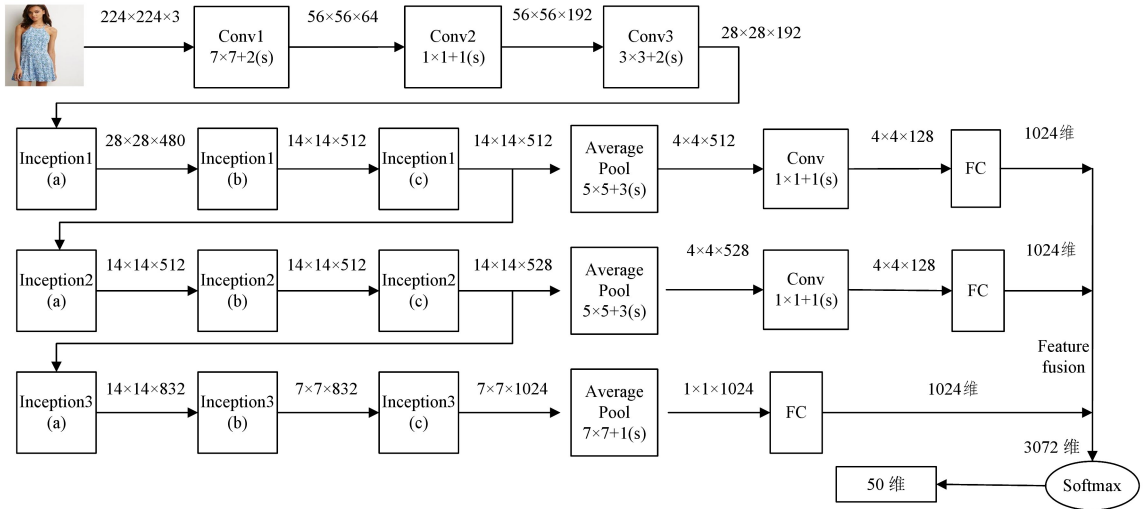 224×224×3
Conv1
7×7+2(s)
56×56×64
Conv2
1×1+1(s)
56×56×192
Conv3
3×3+2(s)
28×28×192
Inception1
(a)
28×28×480
Inception1
(b)
14×14×512
Inception1
(c)
14×14×512
Average
Pool
5×5+3(s)
4×4×512
Conv
1×1+1(s)
4×4×128
FC
1024维
Inception2
(a)
14×14×512
Inception2
(b)
14×14×512
Inception2
(c)
14×14×528
Average
Pool
5×5+3(s)
4×4×528
Conv
1×1+1(s)
4×4×128
FC
1024维
Feature
fusion
Inception3
(a)
14×14×832
Inception3
(b)
7×7×832
Inception3
(c)
7×7×1024
Average
Pool
7×7+1(s)
1×1×1024
FC
1024维
3072 维
Softmax
50 维